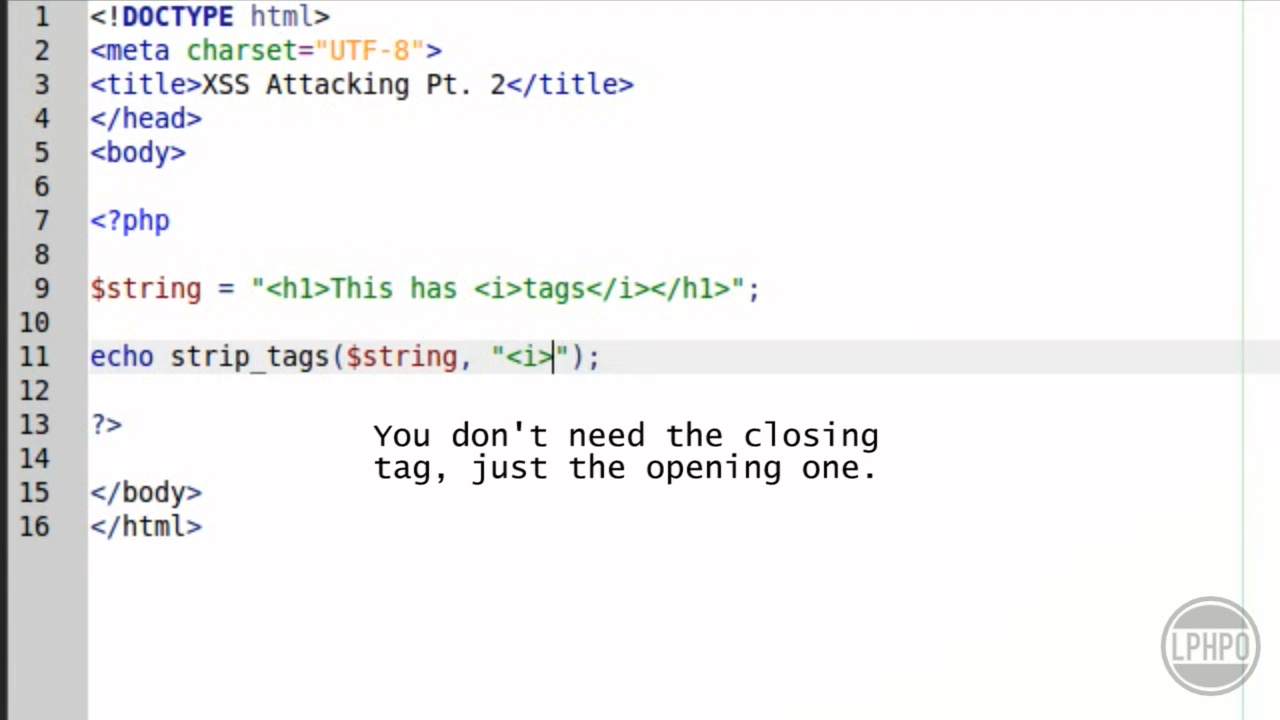 1 <!DOCTYPE html>
2 <meta charset="UTF-8">
3 <title>XSS Attacking Pt. 2</title>
4 </head>
5 <body>
6
7 <?php
8
9 $string = "<h1>This has <i>tags</i></h1>";
10
11 echo strip_tags($string, "<i>");
12
13 ?>
You don't need the closing
14
tag, just the opening one.
15 </body>
16 </html>
LPHPO